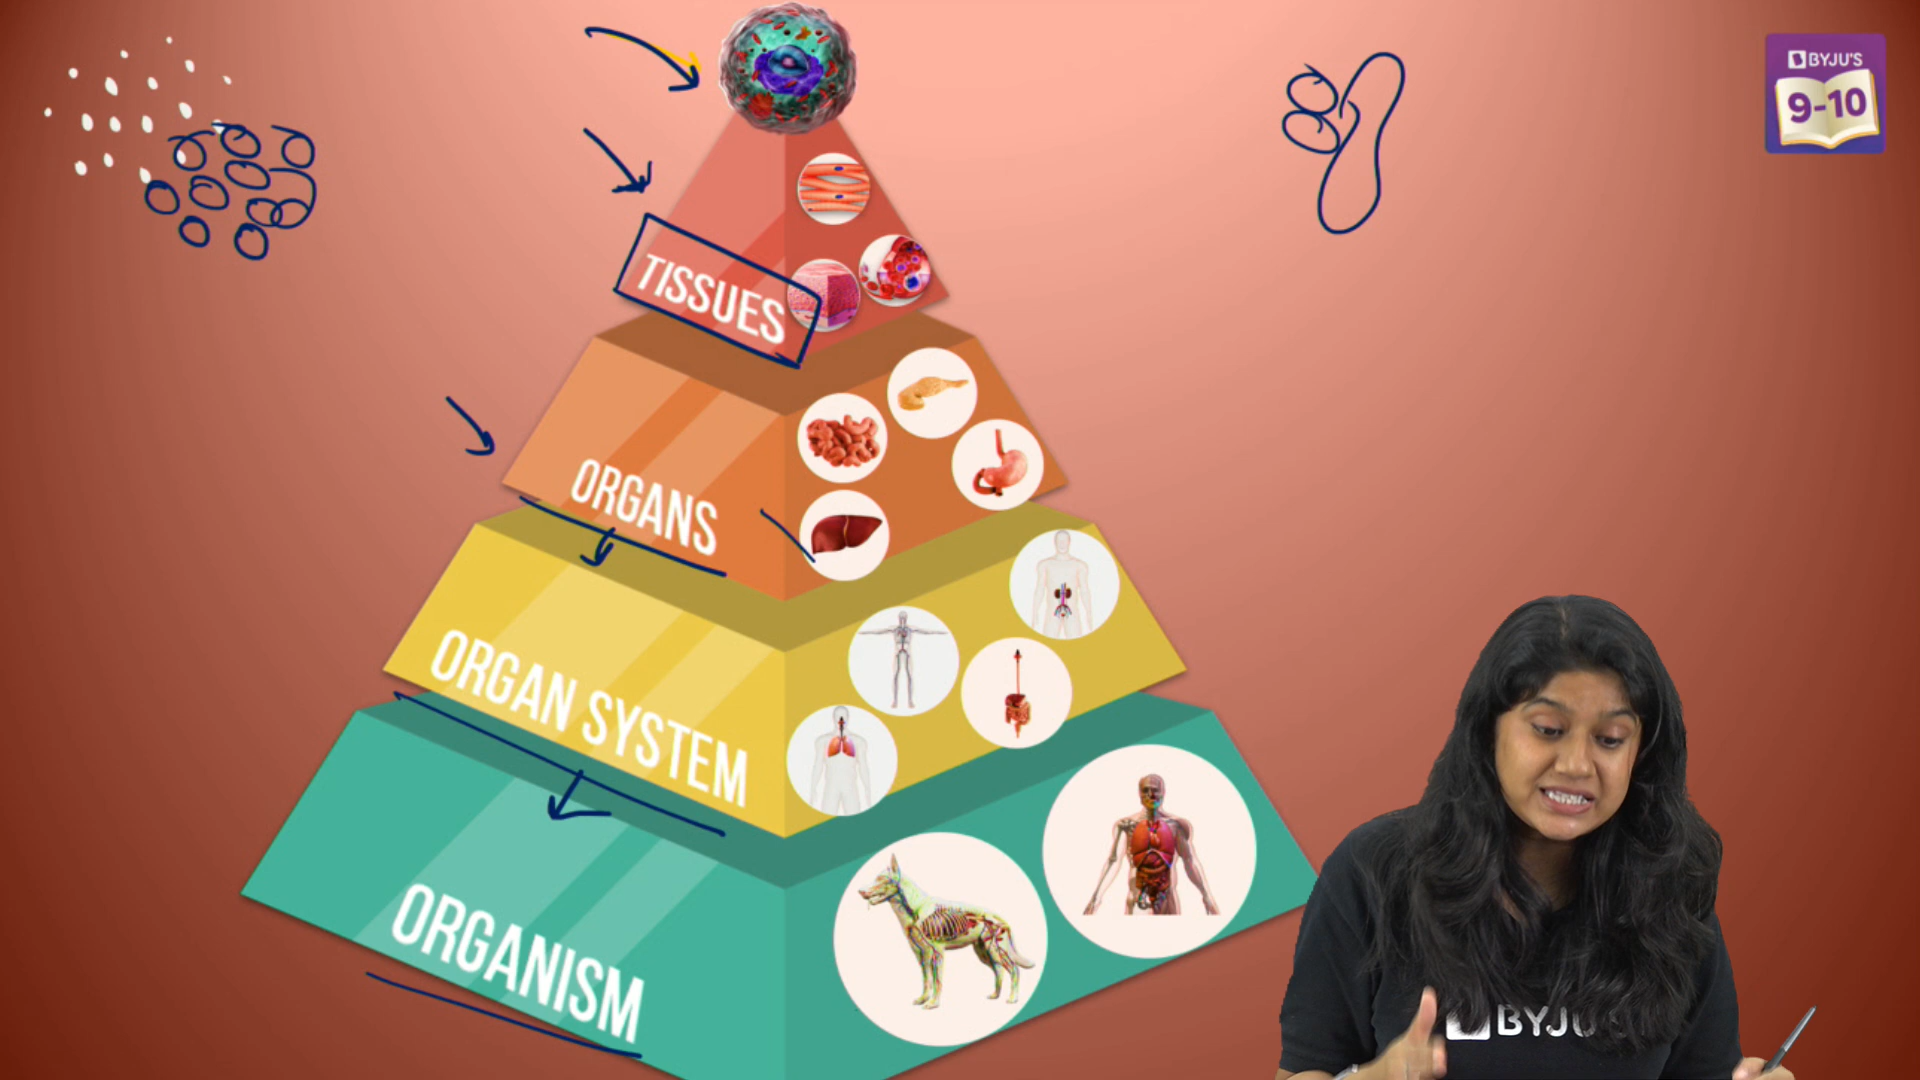 BYJU'S
9-10
TISSUES
ORGANS
ORGAN SYSTEM
ORGANISM
BYJU